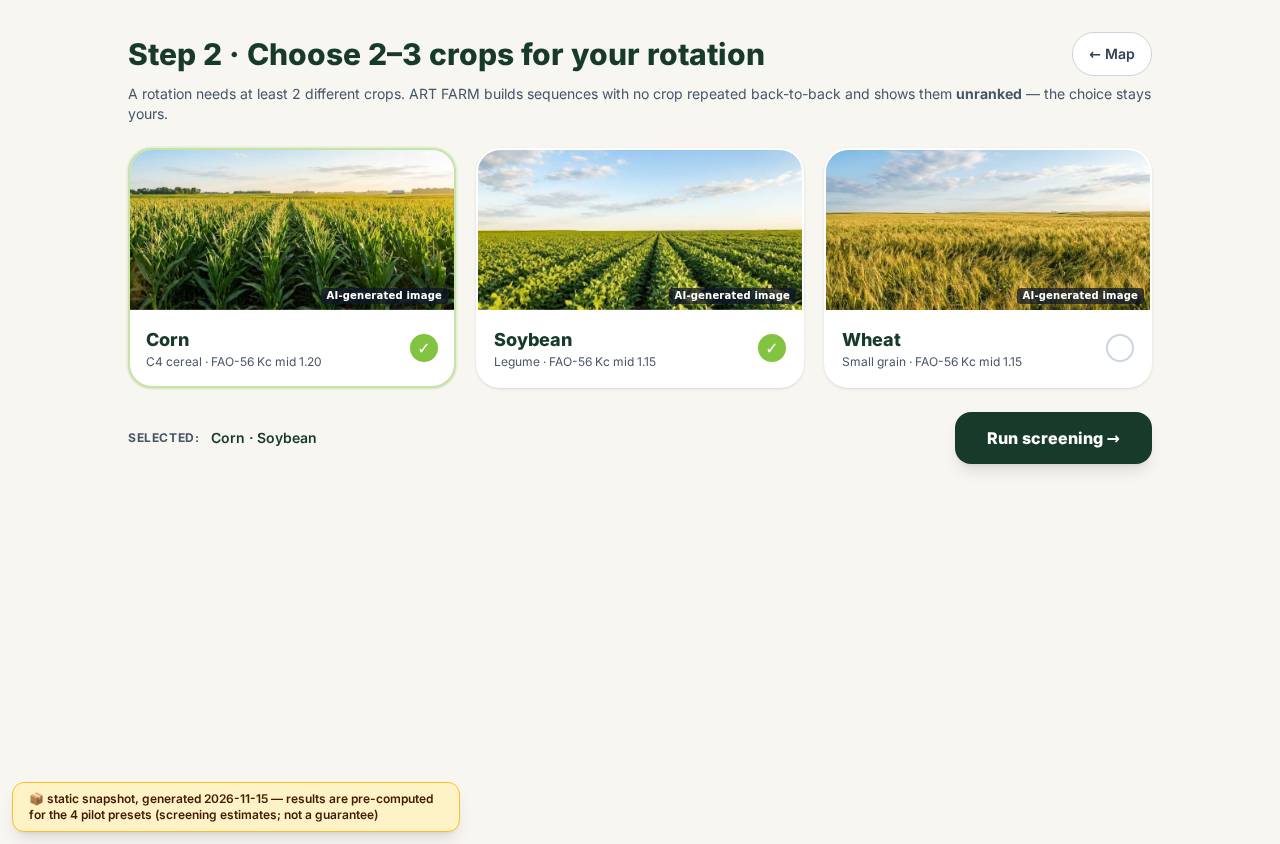 Step 2 · Choose 2–3 crops for your rotation
← Map
A rotation needs at least 2 different crops. ART FARM builds sequences with no crop repeated back-to-back and shows them unranked — the choice stays
yours.
AI-generated image
AI-generated image
AI-generated image
Corn
C4 cereal · FAO-56 Kc mid 1.20
✓
Soybean
Legume · FAO-56 Kc mid 1.15
✓
Wheat
Small grain · FAO-56 Kc mid 1.15
SELECTED: Corn · Soybean
Run screening →
📦 static snapshot, generated 2026-11-15 — results are pre-computed
for the 4 pilot presets (screening estimates; not a guarantee)